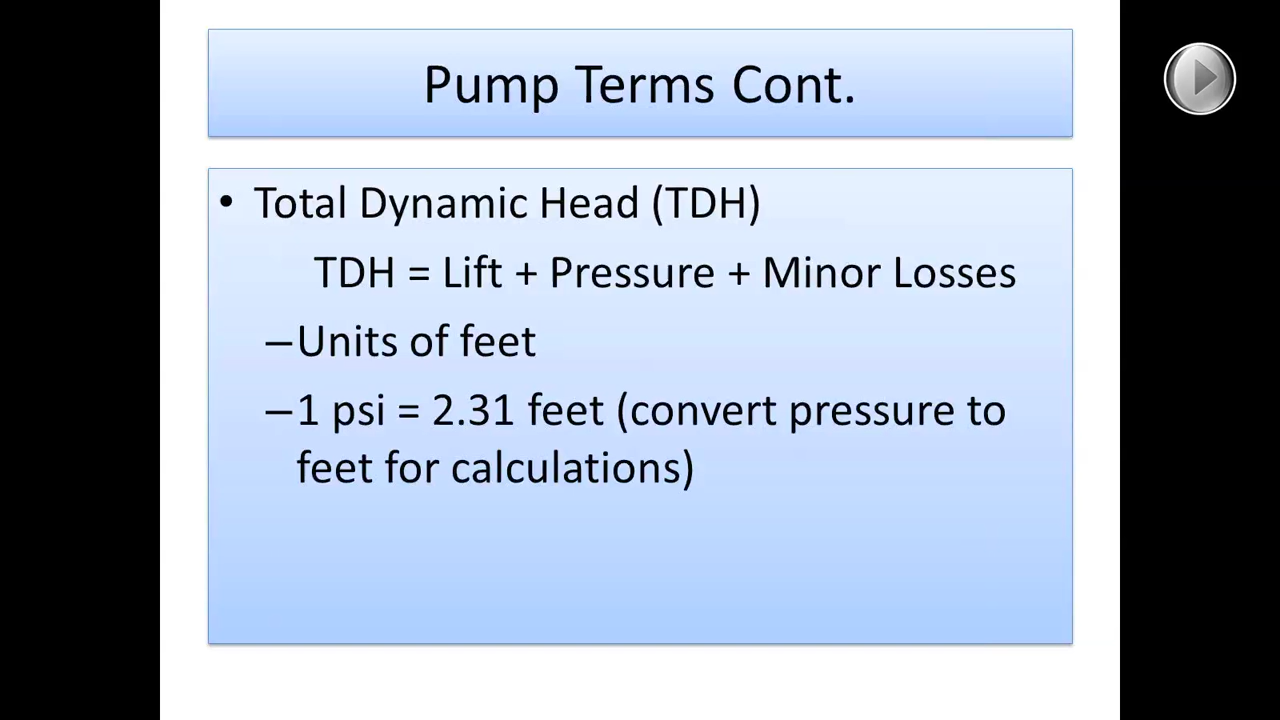 Pump Terms Cont.
• Total Dynamic Head (TDH)
TDH = Lift + Pressure + Minor Losses
–Units of feet
–1 psi = 2.31 feet (convert pressure to
feet for calculations)